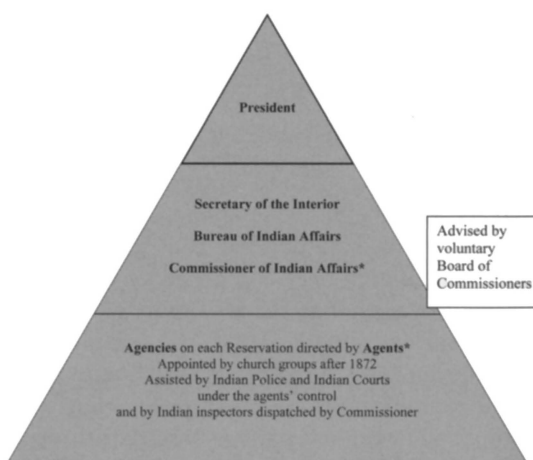 President
Secretary of the Interior
Bureau of Indian Affairs
Commissioner of Indian Affairs*
Advised by
voluntary
Board of
Commissioners
Agencies on each Reservation directed by Agents*
Appointed by church groups after 1872
Assisted by Indian Police and Indian Courts
under the agents' control
and by Indian inspectors dispatched by Commissioner